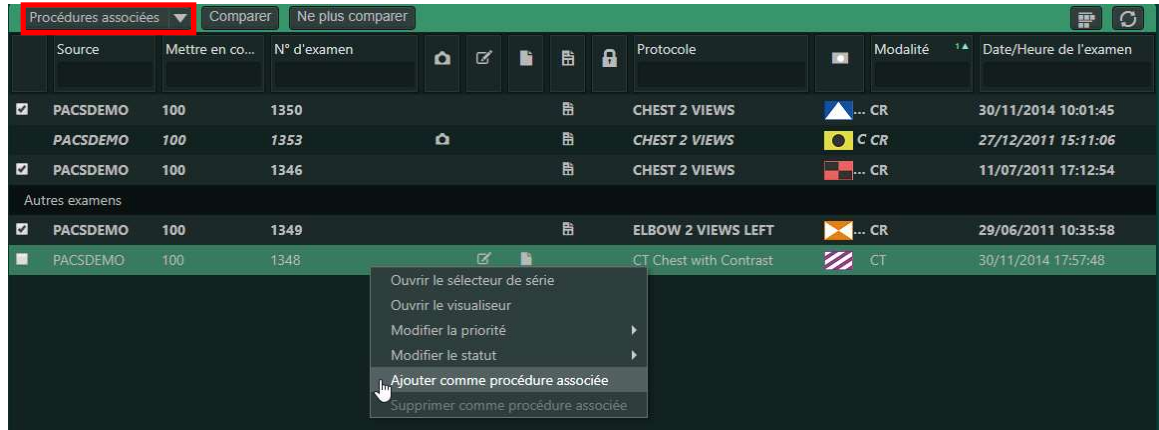 Procédures associées Comparer Ne plus comparer
Source Mettre en co... N° d'examen Protocole Modalité 1 Date/Heure de l'examen
PACSDEMO 100 1350 CHEST 2 VIEWS ... CR 30/11/2014 10:01:45
PACSDEMO 100 1353 CHEST 2 VIEWS C CR 27/12/2011 15:11:06
PACSDEMO 100 1346 CHEST 2 VIEWS ... CR 11/07/2011 17:12:54
Autres examens
PACSDEMO 100 1349 ELBOW 2 VIEWS LEFT ... CR 29/06/2011 10:35:58
PACSDEMO 100 1348 CT Chest with Contrast CT 30/11/2014 17:57:48
Ouvrir le sélecteur de série
Ouvrir le visualiseur
Modifier la priorité
Modifier le statut
Ajouter comme procédure associée
Supprimer comme procédure associée